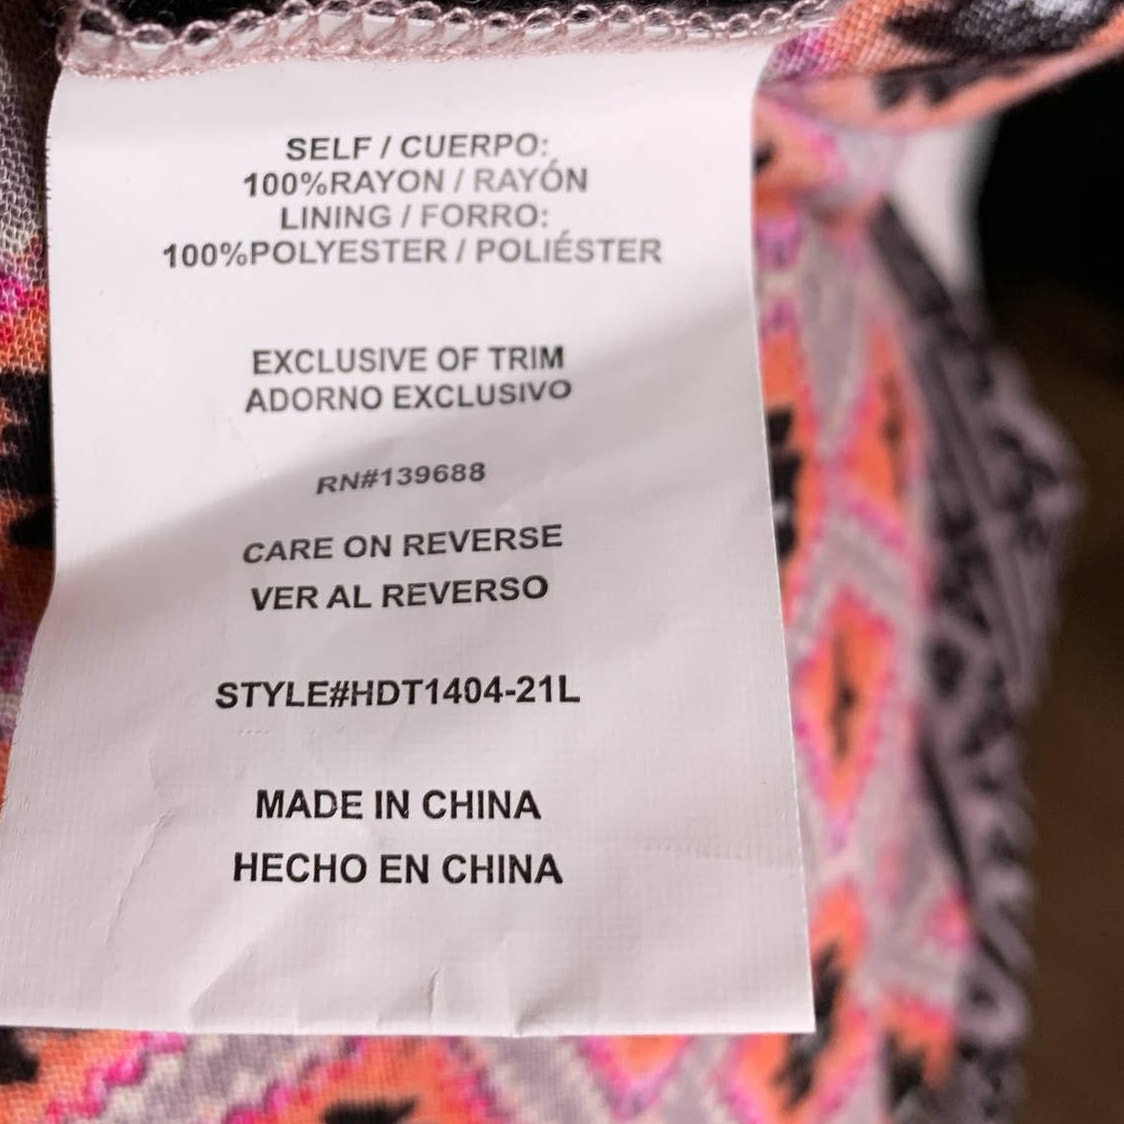 SELF / CUERPO:
100%RAYON / RAYÓN
LINING / FORRO:
100%POLYESTER / POLIÉSTER
EXCLUSIVE OF TRIM
ADORNO EXCLUSIVO
RN#139688
CARE ON REVERSE
VER AL REVERSO
STYLE#HDT1404-21L
MADE IN CHINA
HECHO EN CHINA